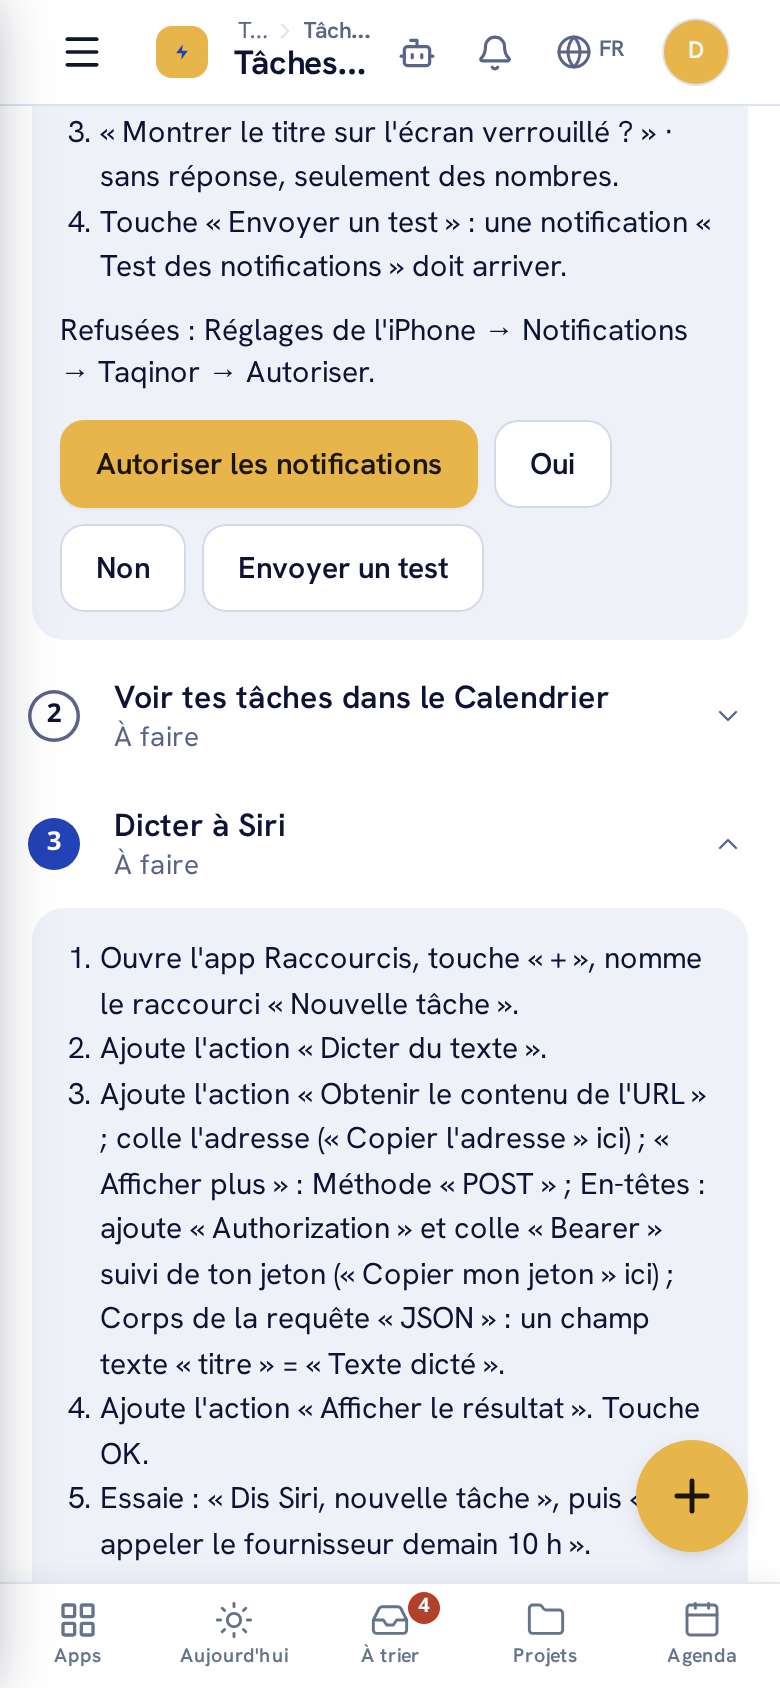 T... > Tâch...
Tâches...
FR
D
3. « Montrer le titre sur l'écran verrouillé ? » ·
sans réponse, seulement des nombres.
4. Touche « Envoyer un test » : une notification «
Test des notifications » doit arriver.
Refusées : Réglages de l'iPhone → Notifications
→ Taqinor → Autoriser.
Autoriser les notifications
Oui
Non
Envoyer un test
2
Voir tes tâches dans le Calendrier
À faire
3
Dicter à Siri
À faire
1. Ouvre l'app Raccourcis, touche « + », nomme
le raccourci « Nouvelle tâche ».
2. Ajoute l'action « Dicter du texte ».
3. Ajoute l'action « Obtenir le contenu de l'URL »
; colle l'adresse (« Copier l'adresse » ici) ; «
Afficher plus » : Méthode « POST » ; En-têtes :
ajoute « Authorization » et colle « Bearer »
suivi de ton jeton (« Copier mon jeton » ici) ;
Corps de la requête « JSON » : un champ
texte « titre » = « Texte dicté ».
4. Ajoute l'action « Afficher le résultat ». Touche
OK.
5. Essaie : « Dis Siri, nouvelle tâche », puis «
appeler le fournisseur demain 10 h ».
Apps
Aujourd'hui
4
À trier
Projets
Agenda